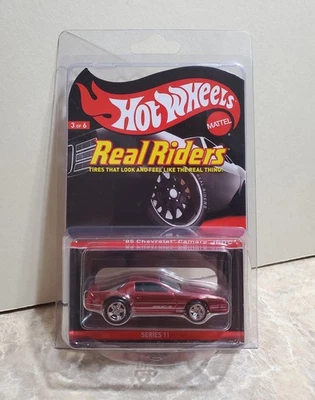 Hot Wheels
MATTEL
3 OF 6
Real Riders
TIRES THAT LOOK AND FEEL LIKE THE REAL THING!
'85 Chevrolet Camaro IROC-Z
SERIES 11